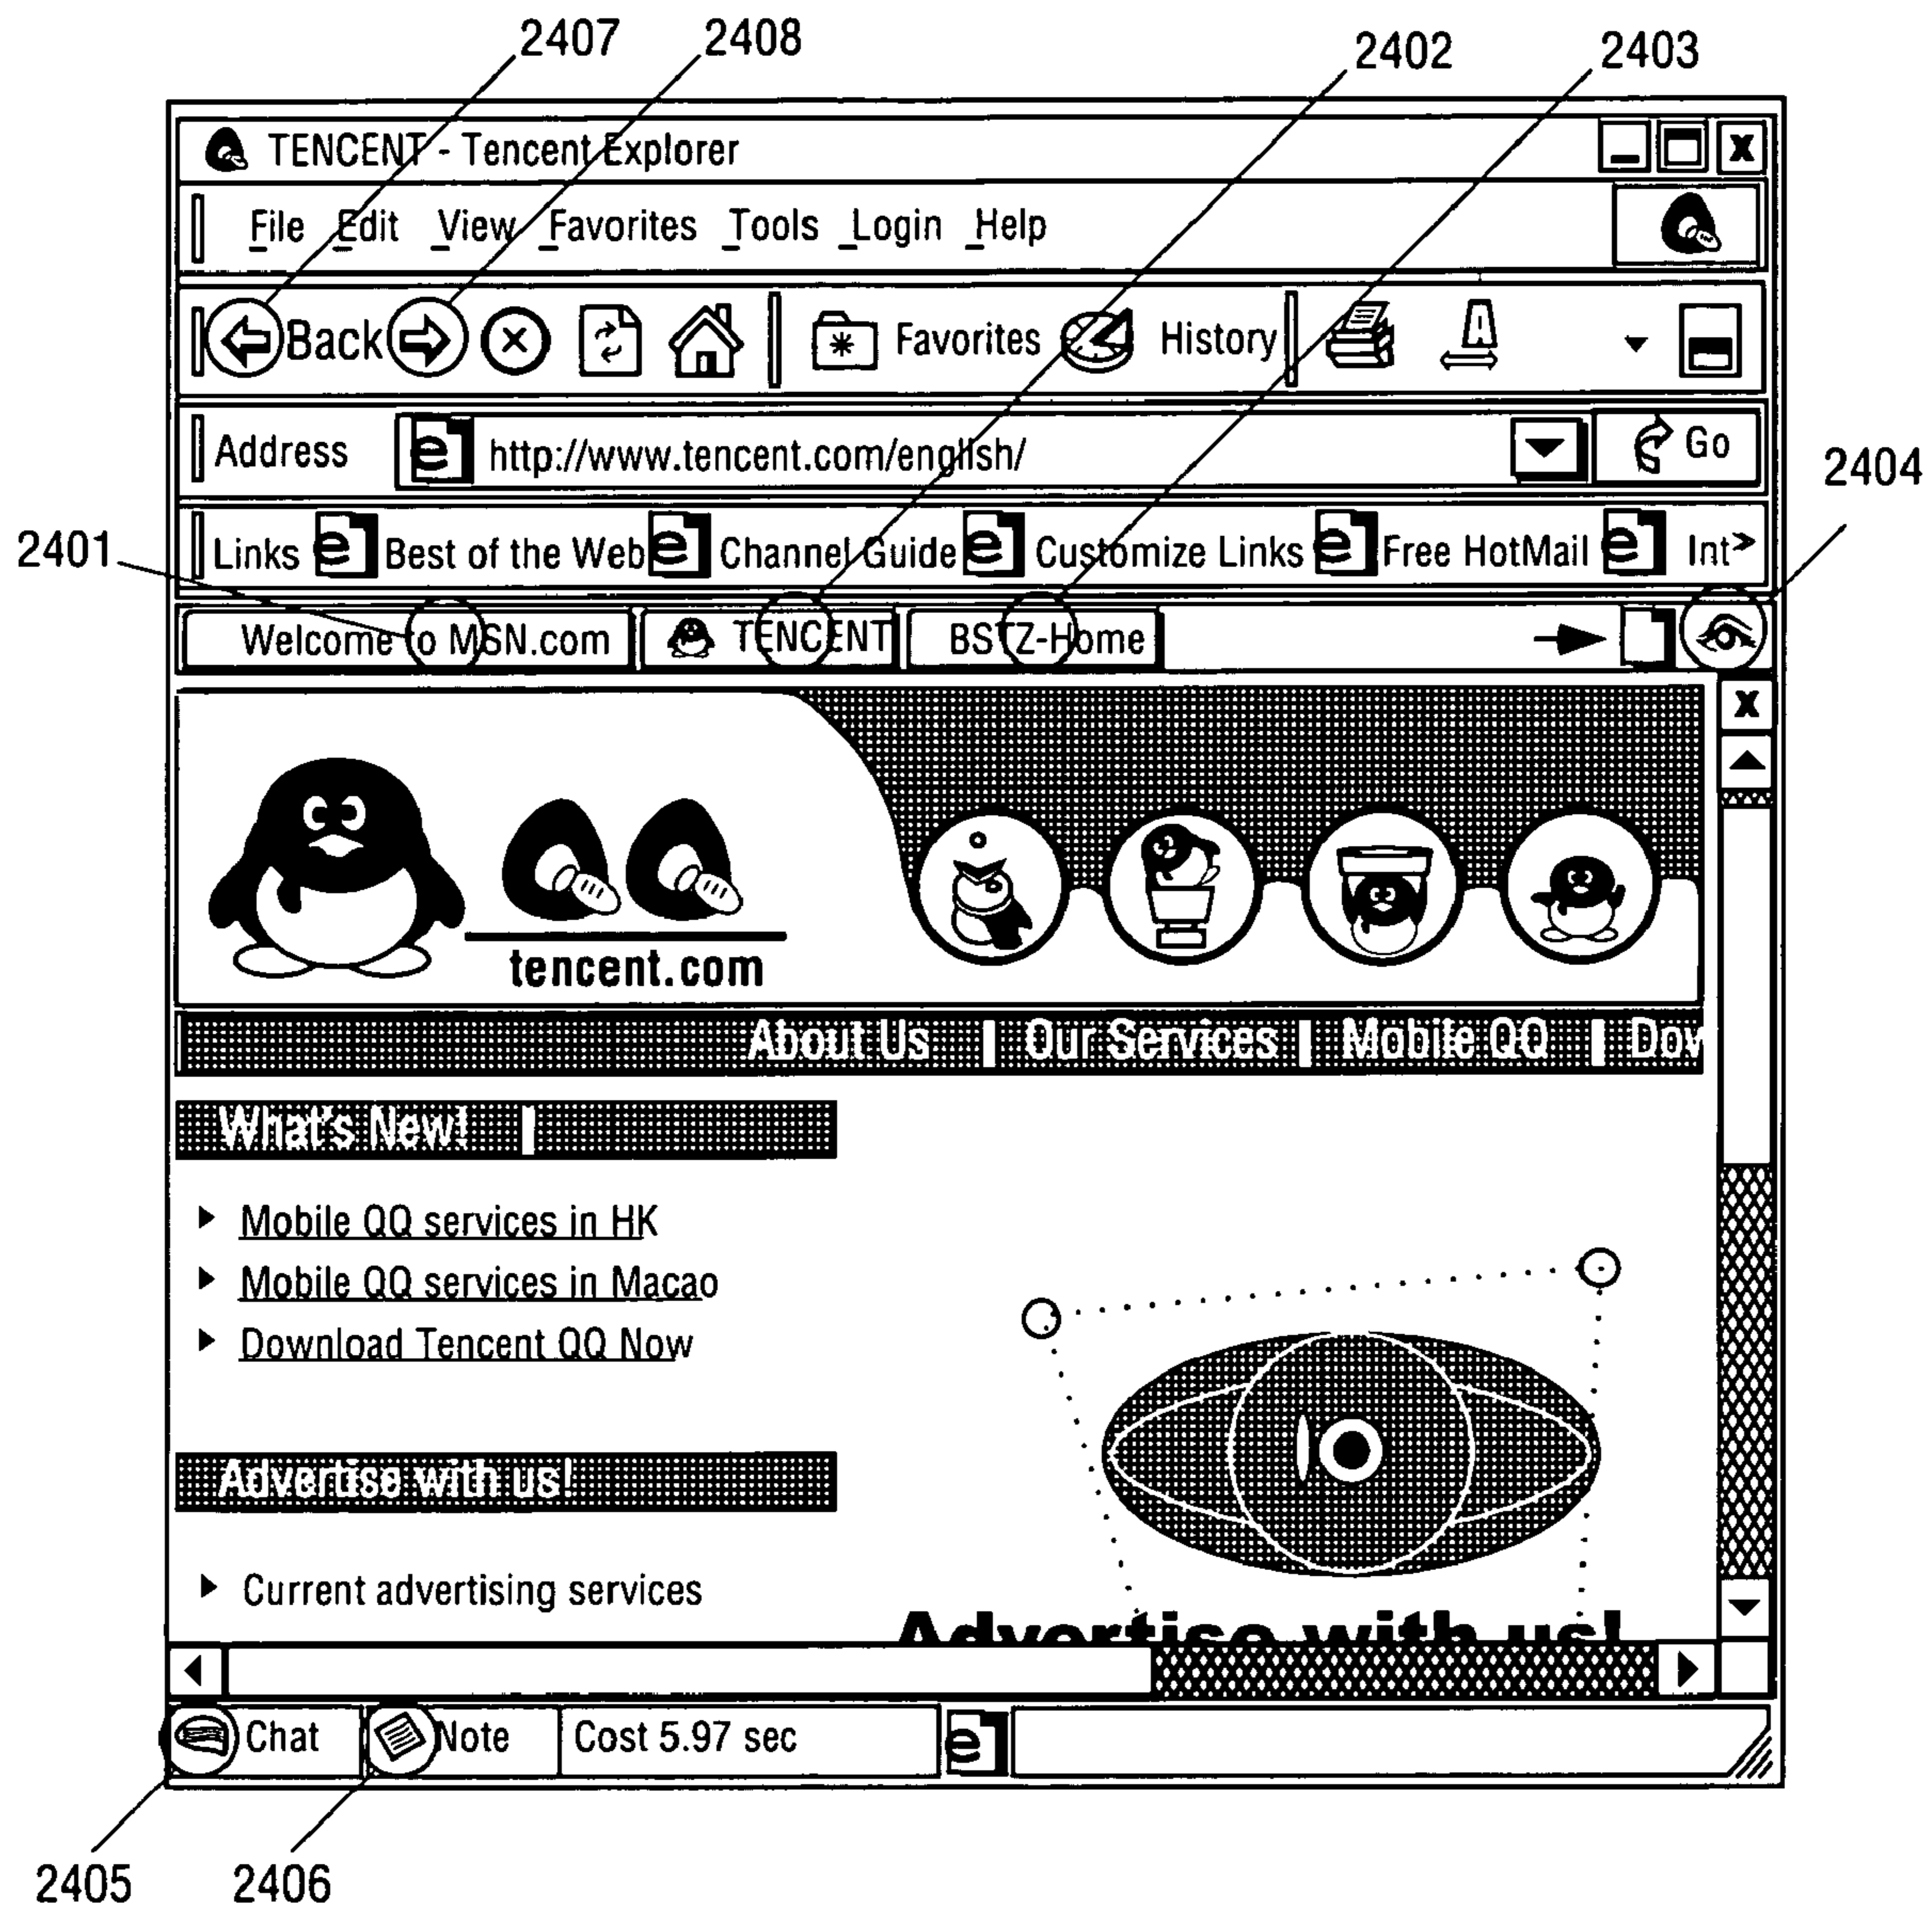 2407 2408 2402 2403
TENCENT - Tencent Explorer
File Edit View Favorites Tools Login Help
Back Favorites History
Address http://www.tencent.com/english/ Go
2404
2401
Links Best of the Web Channel Guide Customize Links Free HotMail Int>
Welcome to MSN.com TENCENT BSTZ-Home
tencent.com
About Us | Our Services | Mobile QQ | Dow
What's New!
Mobile QQ services in HK
Mobile QQ services in Macao
Download Tencent QQ Now
Advertise with us!
Current advertising services
Advertise with us!
Chat Note Cost 5.97 sec
2405 2406